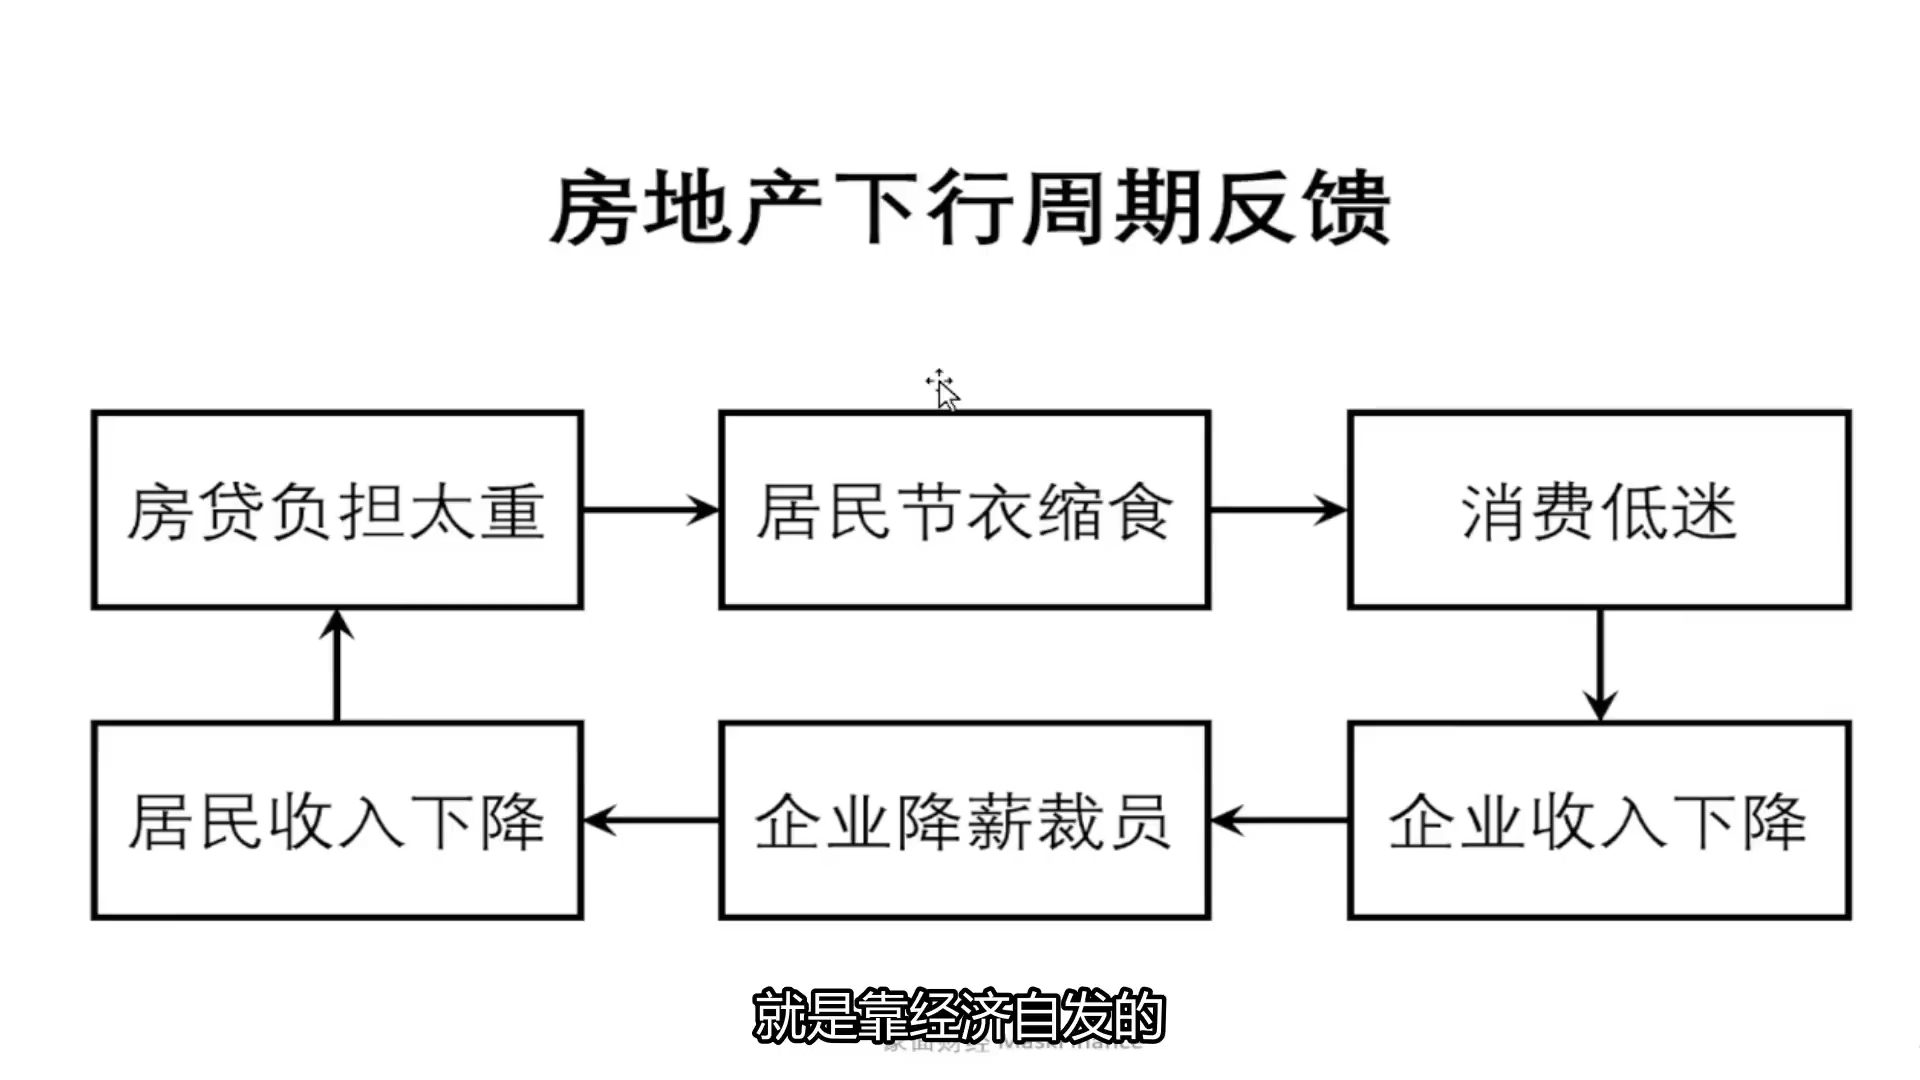 房地产下行周期反馈
房贷负担太重
居民节衣缩食
消费低迷
居民收入下降
企业降薪裁员
企业收入下降
就是靠经济自发的